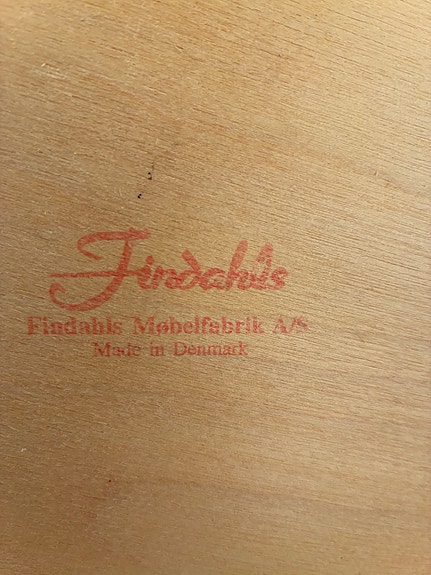 Findahls
Findahls Møbelfabrik A/S
Made in Denmark